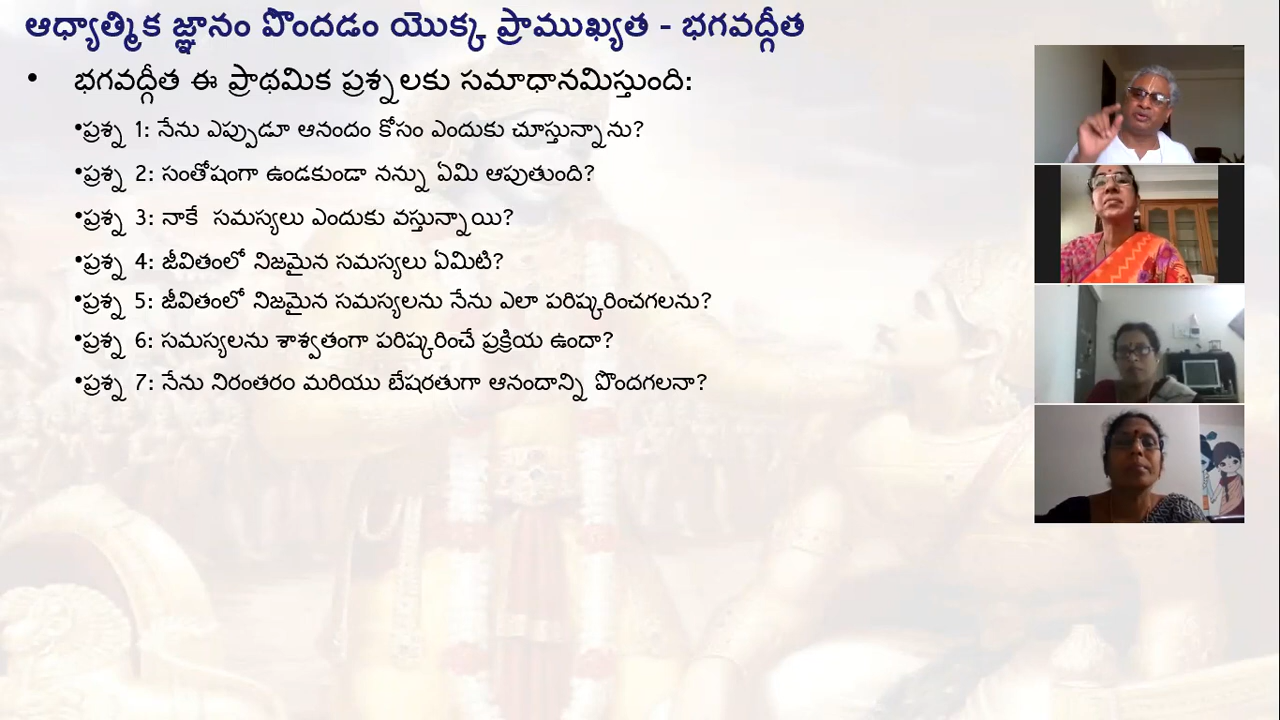 ఆధ్యాత్మిక జ్ఞానం పొందడం యొక్క ప్రాముఖ్యత - భగవద్గీత
• భగవద్గీత ఈ ప్రాథమిక ప్రశ్నలకు సమాధానమిస్తుంది:
•ప్రశ్న 1: నేను ఎప్పుడూ ఆనందం కోసం ఎందుకు చూస్తున్నాను?
•ప్రశ్న 2: సంతోషంగా ఉండకుండా నన్ను ఏమి ఆపుతుంది?
•ప్రశ్న 3: నాకే సమస్యలు ఎందుకు వస్తున్నాయి?
•ప్రశ్న 4: జీవితంలో నిజమైన సమస్యలు ఏమిటి?
•ప్రశ్న 5: జీవితంలో నిజమైన సమస్యలను నేను ఎలా పరిష్కరించగలను?
•ప్రశ్న 6: సమస్యలను శాశ్వతంగా పరిష్కరించే ప్రక్రియ ఉందా?
•ప్రశ్న 7: నేను నిరంతరం మరియు బేషరతుగా ఆనందాన్ని పొందగలనా?